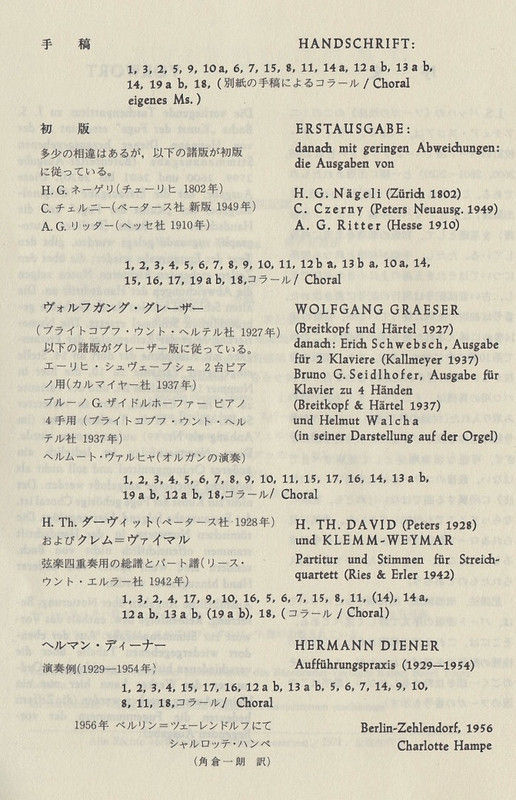 手　稿
HANDSCHRIFT:
1, 3, 2, 5, 9, 10 a, 6, 7, 15, 8, 11, 14 a, 12 a b, 13 a b,
14, 19 a b, 18, (別紙の手稿によるコラール / Choral
eigenes Ms.)
初　版
多少の相違はあるが，以下の諸版が初版
に従っている。
H. G. ネーゲリ(チューリヒ 1802年)
C. チェルニー(ペータース社 新版 1949年)
A. G. リッター(ヘッセ社 1910年)
ERSTAUSGABE:
danach mit geringen Abweichungen:
die Ausgaben von
H. G. Nägeli (Zürich 1802)
C. Czerny (Peters Neuausg. 1949)
A. G. Ritter (Hesse 1910)
1, 2, 3, 4, 5, 6, 7, 8, 9, 10, 11, 12 b a, 13 b a, 10 a, 14,
15, 16, 17, 19 a b, 18,コラール / Choral
ヴォルフガング・グレーザー
(ブライトコプフ・ウント・ヘルテル社 1927年)
以下の諸版がグレーザー版に従っている。
エーリヒ・シュヴェープシュ 2台ピア
ノ用(カルマイヤー社 1937年)
ブルーノ G. ザイドルホーファー ピアノ
4手用 (ブライトコプフ・ウント・ヘル
テル社 1937年)
ヘルムート・ヴァルヒャ(オルガンの演奏)
WOLFGANG GRAESER
(Breitkopf und Härtel 1927)
danach: Erich Schwebsch, Ausgabe
für 2 Klaviere (Kallmeyer 1937)
Bruno G. Seidlhofer, Ausgabe für
Klavier zu 4 Händen
(Breitkopf & Härtel 1937)
und Helmut Walcha
(in seiner Darstellung auf der Orgel)
1, 2, 3, 4, 5, 6, 7, 8, 9, 10, 11, 15, 17, 16, 14, 13 a b,
19 a b, 12 a b, 18,コラール/ Choral
H. Th. ダーヴィット(ペータース社 1928年)
およびクレム=ヴァイマル
弦楽四重奏用の総譜とパート譜(リース・
ウント・エルラー社 1942年)
H. TH. DAVID (Peters 1928)
und KLEMM-WEYMAR
Partitur und Stimmen für Streich-
quartett (Ries & Erler 1942)
1, 3, 2, 4, 17, 9, 10, 16, 5, 6, 7, 15, 8, 11, (14), 14 a,
12 a b, 13 a b, (19 a b), 18, (コラール / Choral)
ヘルマン・ディーナー
演奏例(1929—1954年)
HERMANN DIENER
Aufführungspraxis (1929—1954)
1, 2, 3, 4, 15, 17, 16, 12 a b, 13 a b, 5, 6, 7, 14, 9, 10,
8, 11, 18,コラール/ Choral
1956年 ベルリン=ツェーレンドルフにて
シャルロッテ・ハンペ
(角倉一朗 訳)
Berlin-Zehlendorf, 1956
Charlotte Hampe